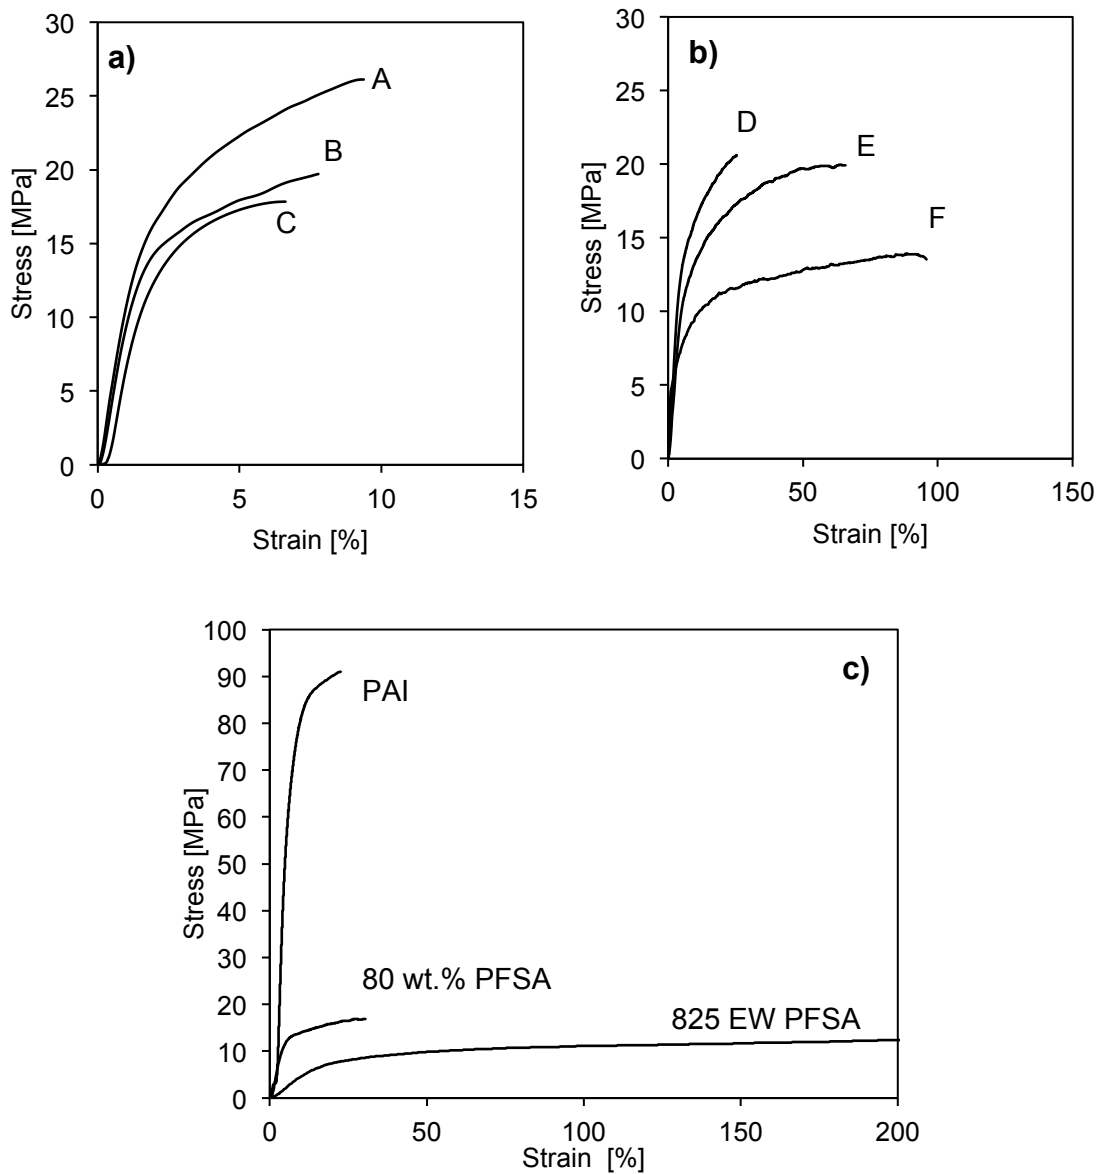 a)
Stress [MPa]
30
25
20
15
10
5
0
A
B
C
0 5 10 15
Strain [%]
b)
Stress [MPa]
30
25
20
15
10
5
0
D
E
F
0 50 100 150
Strain [%]
c)
Stress [MPa]
100
90
80
70
60
50
40
30
20
10
0
PAI
80 wt.% PFSA
825 EW PFSA
0 50 100 150 200
Strain [%]